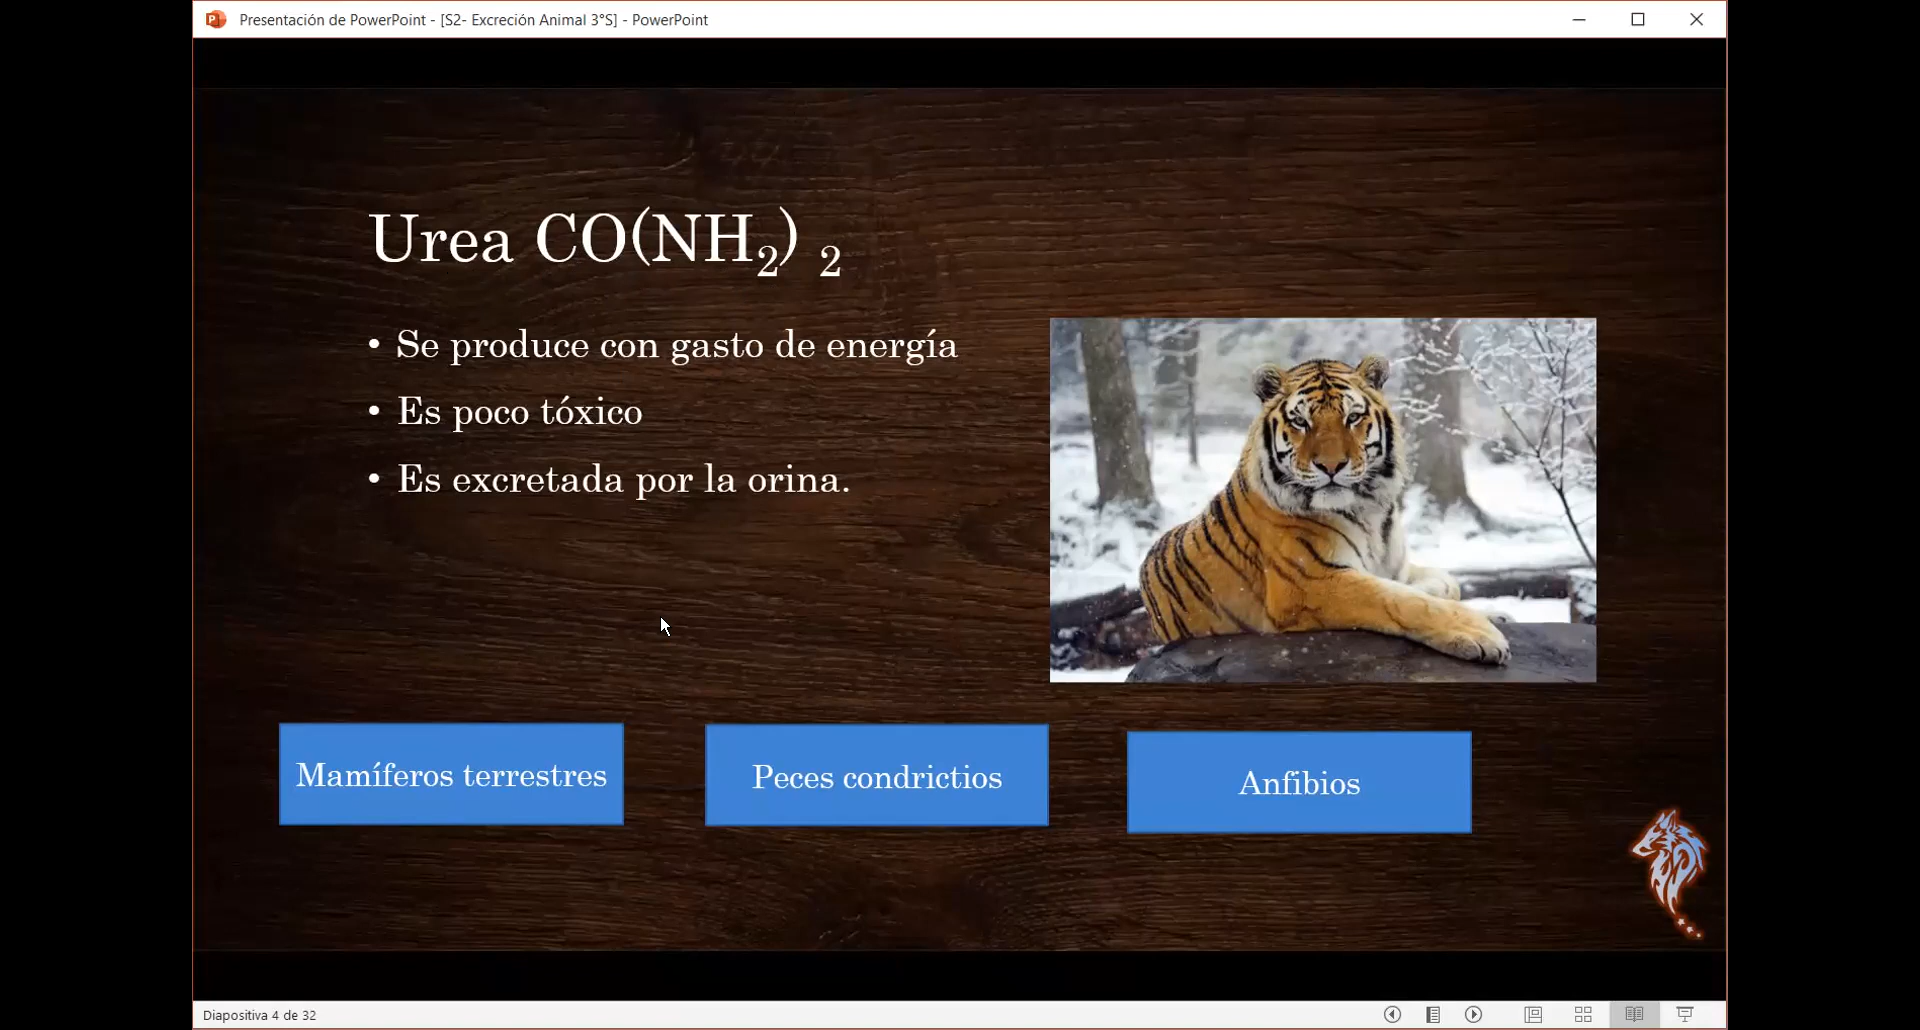 Presentación de PowerPoint - [S2- Excreción Animal 3°S] - PowerPoint
Urea CO(NH₂) ₂
• Se produce con gasto de energía
• Es poco tóxico
• Es excretada por la orina.
Mamíferos terrestres
Peces condrictios
Anfibios
Diapositiva 4 de 32